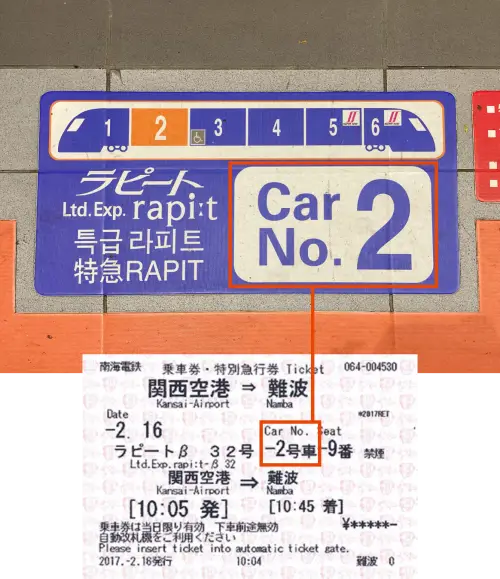 1 2 3 4 5 6
ラピート
Ltd.Exp. rapi:t
특급 라피트
特急RAPIT
Car
No. 2
南海電鉄 乗車券・特別急行券 Ticket 064-004530
関西空港 ⇒ 難波
Kansai-Airport Namba
*2017RET
Date Car No. Seat
-2. 16 -2号車-9番 禁煙
ラピートβ 32号
Ltd.Exp.rapi:t-β 32
関西空港 ⇒ 難波
Kansai-Airport Namba
[10:05 発] [10:45 着]
乗車券は当日限り有効 下車前途無効 ¥*****-
自動改札機をご利用ください
Please insert ticket into automatic ticket gate.
2017.-2.16発行 10:04 難波 0